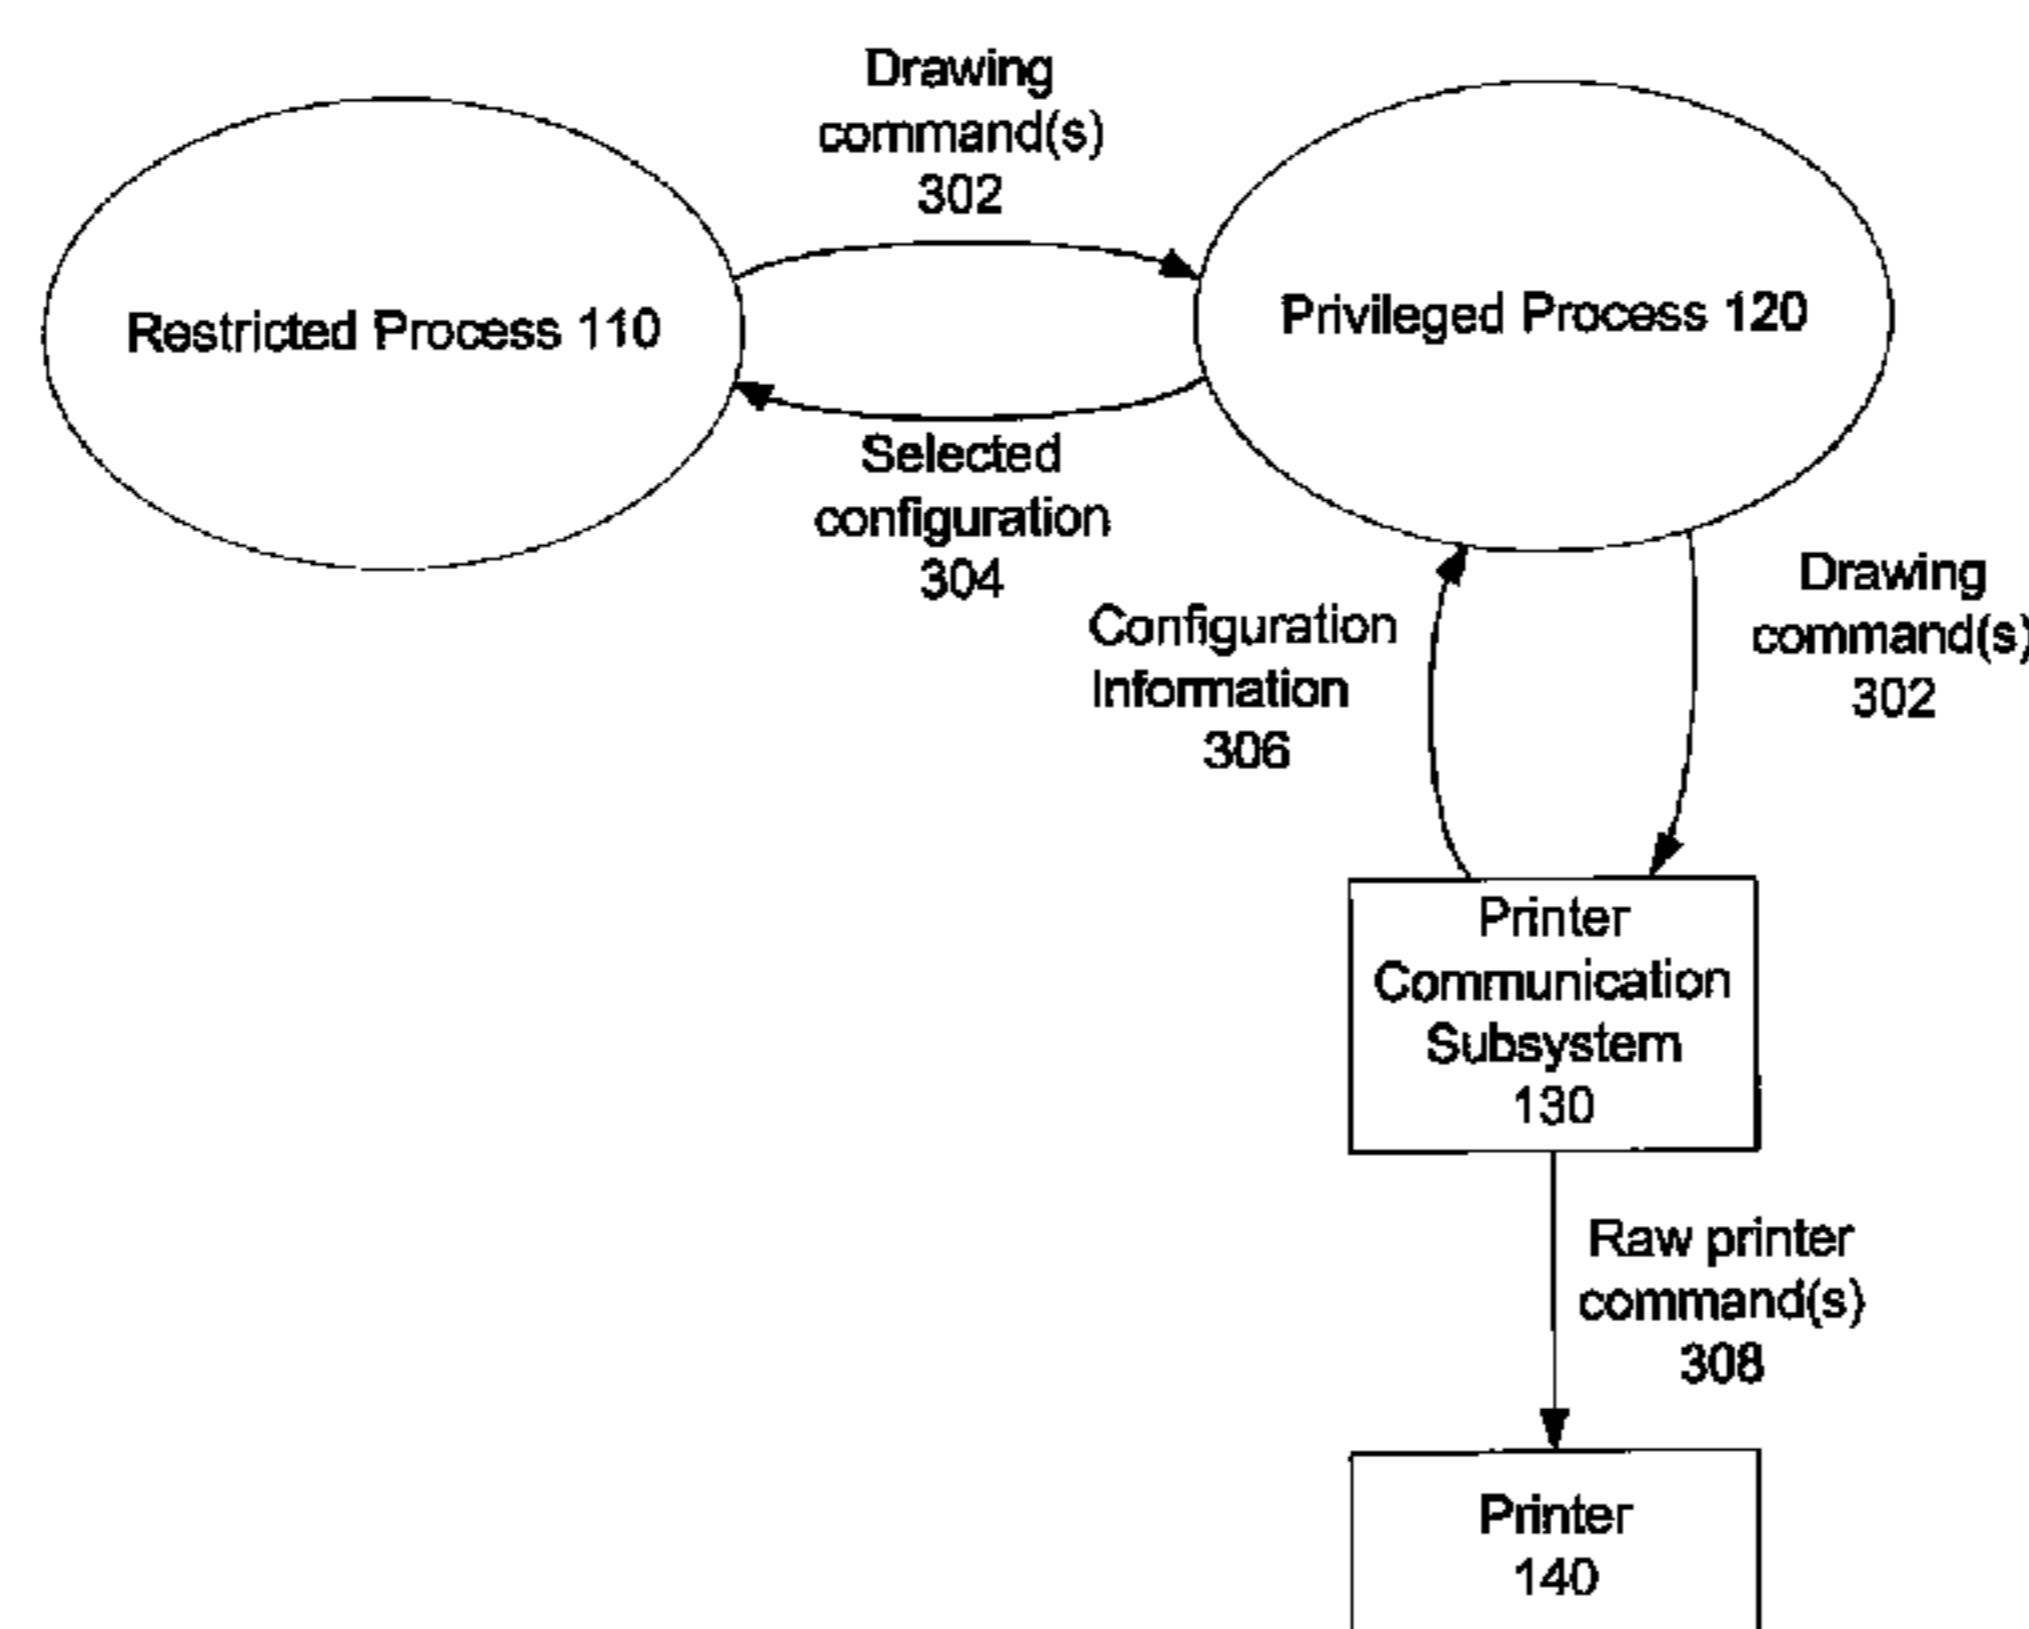 Drawing
command(s)
302
Restricted Process 110
Privileged Process 120
Selected
configuration
304
Configuration
Information
306
Drawing
command(s)
302
Printer
Communication
Subsystem
130
Raw printer
command(s)
308
Printer
140